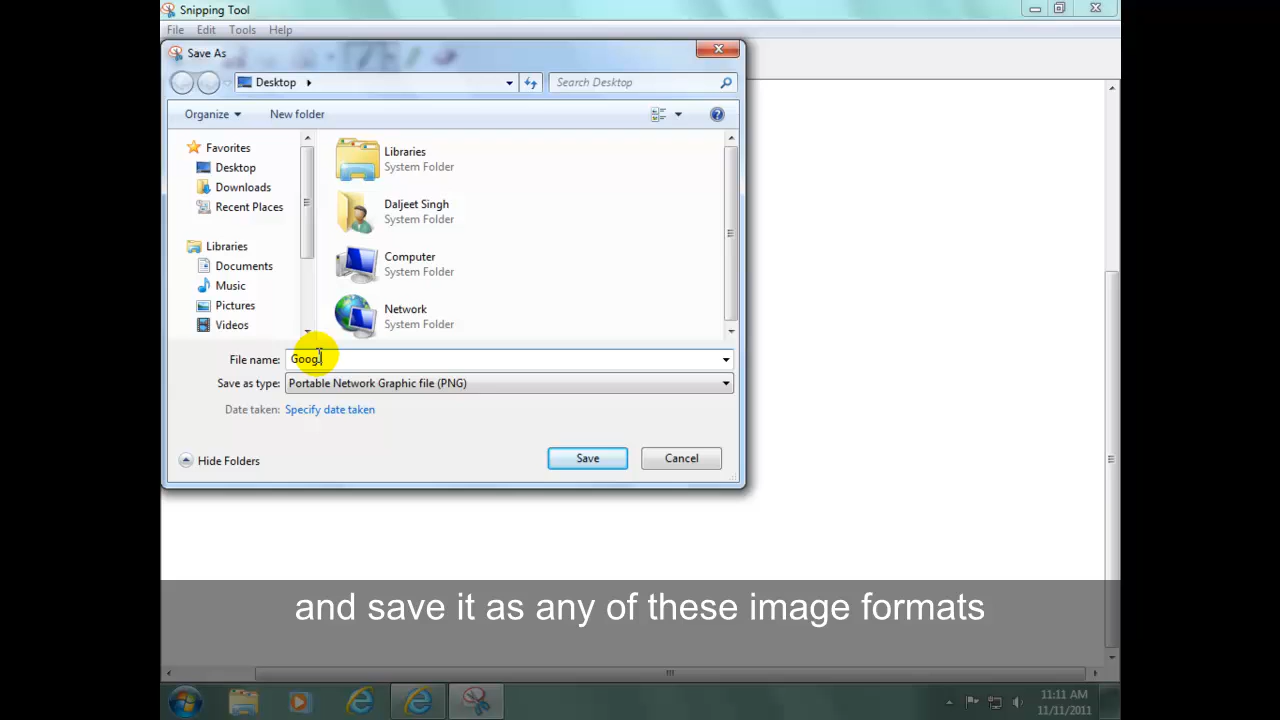 Snipping Tool
File Edit Tools Help
Save As
Desktop
Search Desktop
Organize
New folder
Favorites
Desktop
Downloads
Recent Places
Libraries
Documents
Music
Pictures
Videos
Libraries
System Folder
Daljeet Singh
System Folder
Computer
System Folder
Network
System Folder
File name: Goog
Save as type: Portable Network Graphic file (PNG)
Date taken: Specify date taken
Hide Folders
Save
Cancel
and save it as any of these image formats
11:11 AM
11/11/2011